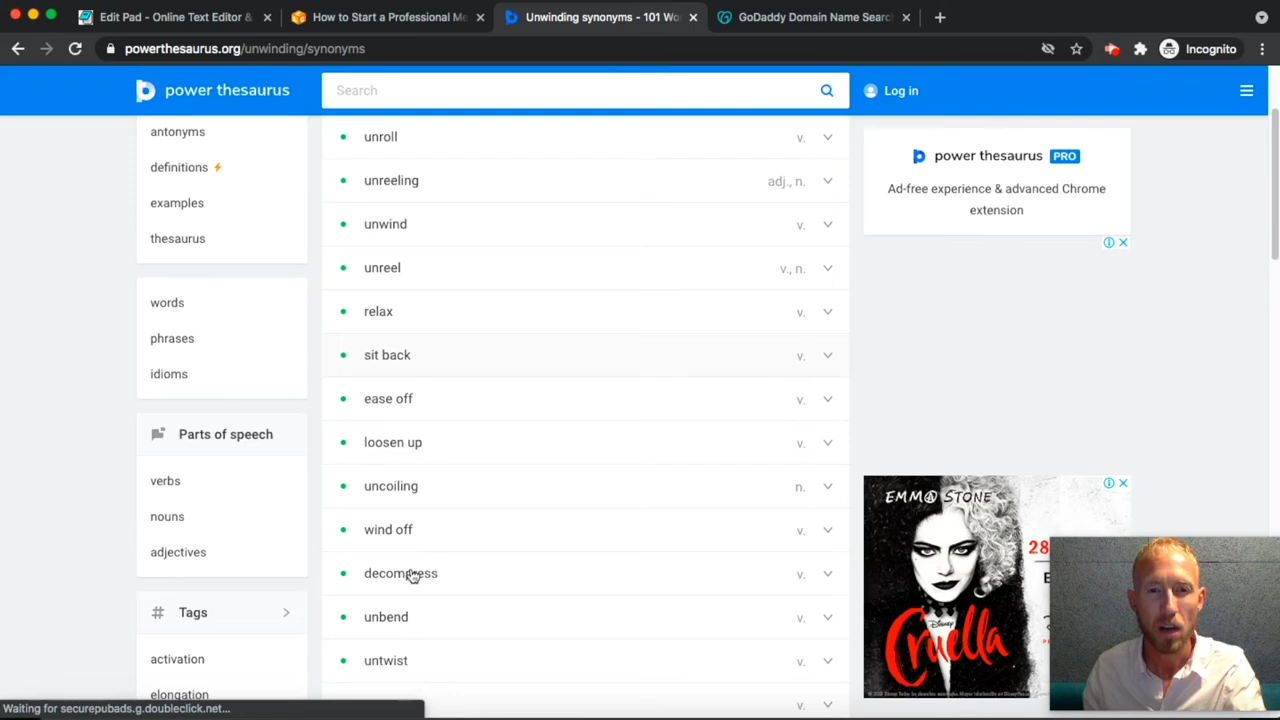 Edit Pad - Online Text Editor &
How to Start a Professional Me
Unwinding synonyms - 101 Wo
GoDaddy Domain Name Searc
powerthesaurus.org/unwinding/synonyms
Incognito
power thesaurus
Search
Log in
antonyms
definitions
examples
thesaurus
words
phrases
idioms
Parts of speech
verbs
nouns
adjectives
Tags
activation
elongation
unroll v.
unreeling adj., n.
unwind v.
unreel v., n.
relax v.
sit back v.
ease off v.
loosen up v.
uncoiling n.
wind off v.
decompress v.
unbend v.
untwist v.
v.
power thesaurus PRO
Ad-free experience & advanced Chrome
extension
EMMA STONE
28
Disney
Cruella
Waiting for securepubads.g.doubleclick.net...